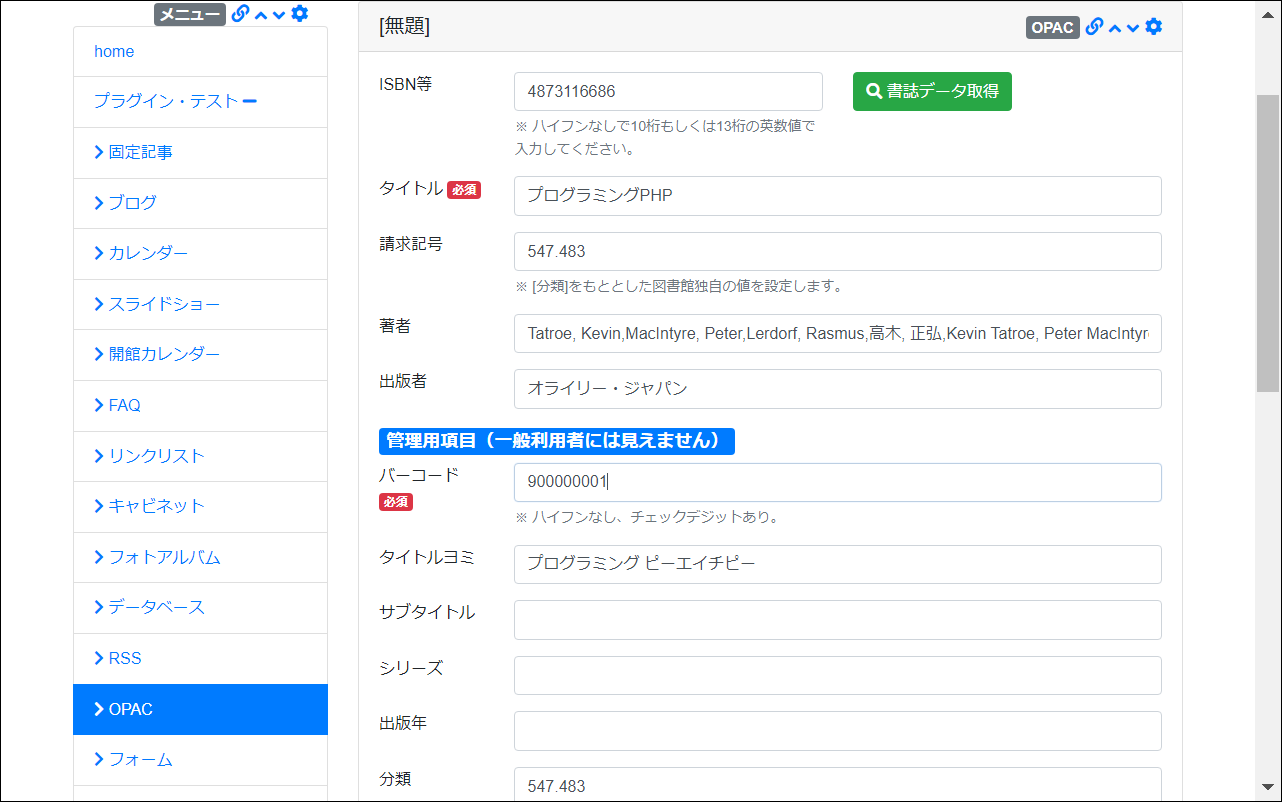 メニュー
home
プラグイン・テスト
固定記事
ブログ
カレンダー
スライドショー
開館カレンダー
FAQ
リンクリスト
キャビネット
フォトアルバム
データベース
RSS
OPAC
フォーム
[無題]
OPAC
ISBN等
4873116686
書誌データ取得
※ ハイフンなしで10桁もしくは13桁の英数値で
入力してください。
タイトル 必須
プログラミングPHP
請求記号
547.483
※ [分類]をもととした図書館独自の値を設定します。
著者
Tatroe, Kevin,MacIntyre, Peter,Lerdorf, Rasmus,高木, 正弘,Kevin Tatroe, Peter MacIntyr
出版者
オライリー・ジャパン
管理用項目（一般利用者には見えません）
バーコード
必須
900000001
※ ハイフンなし、チェックデジットあり。
タイトルヨミ
プログラミング ピーエイチピー
サブタイトル
シリーズ
出版年
分類
547.483